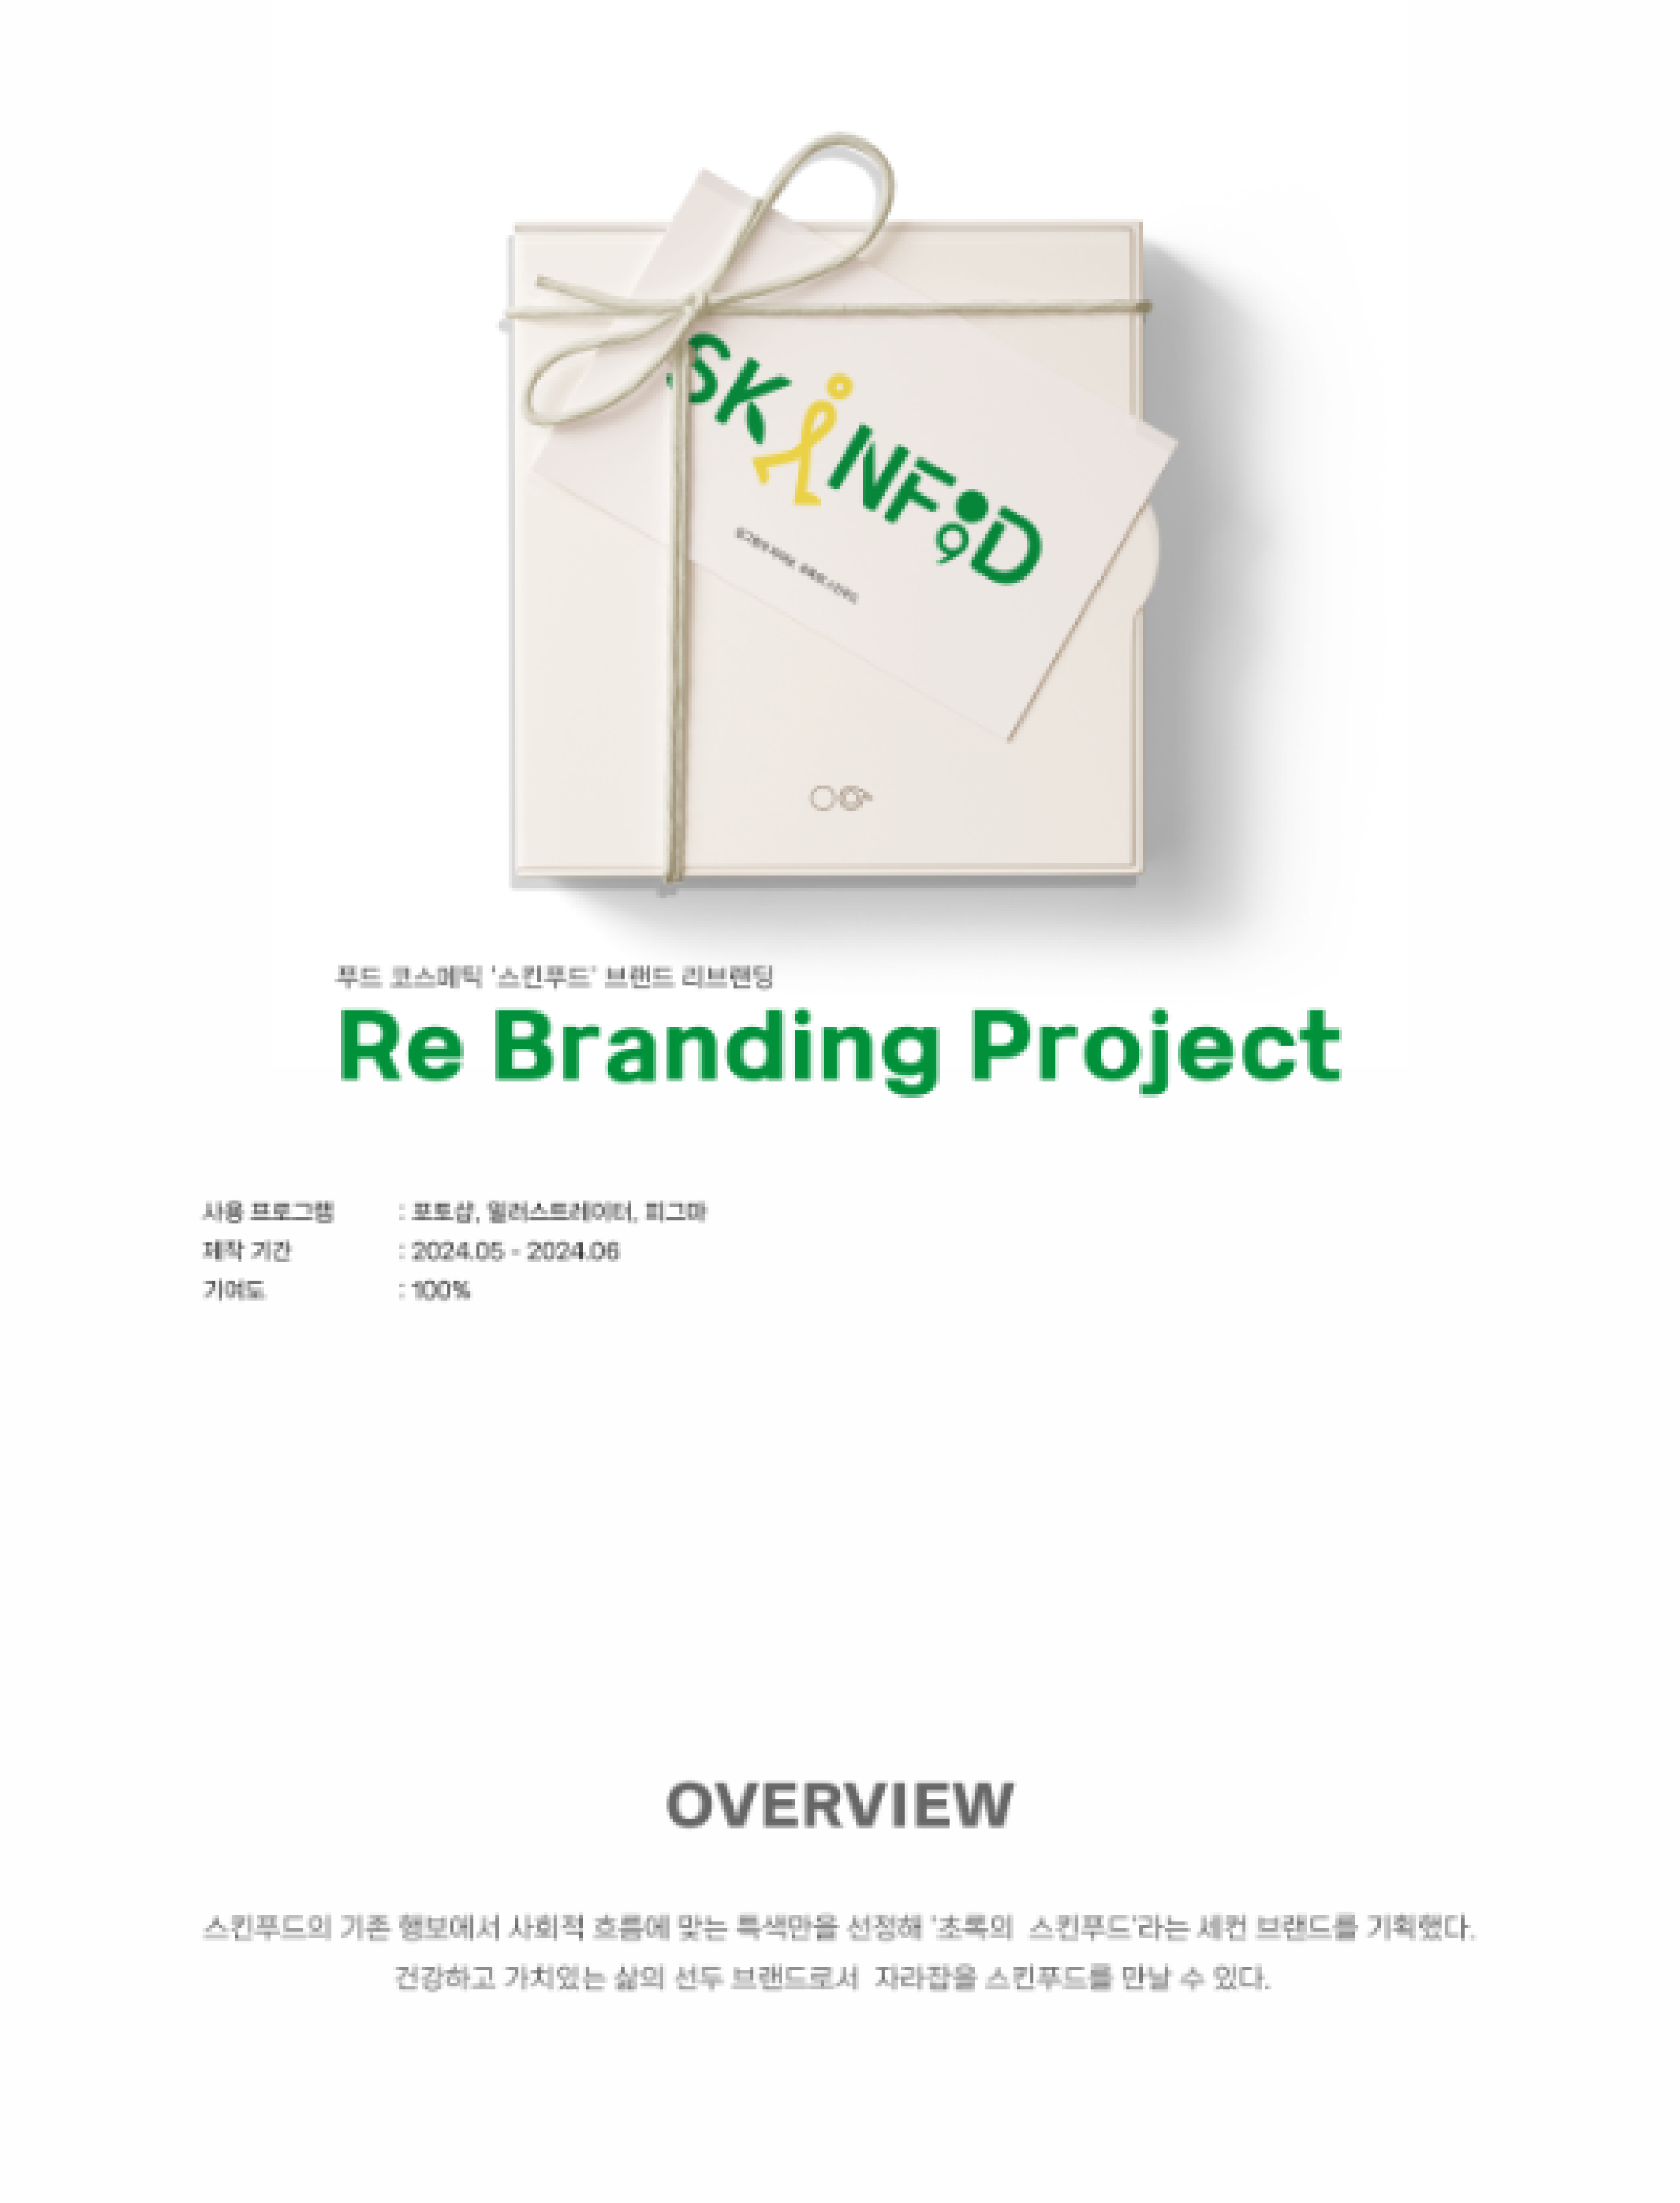 SKINFOOD
푸드 코스메틱 '스킨푸드' 브랜드 리브랜딩
Re Branding Project
사용 프로그램 : 포토샵, 일러스트레이터, 피그마
제작 기간 : 2024.05 - 2024.06
기여도 : 100%
OVERVIEW
스킨푸드의 기존 행보에서 사회적 흐름에 맞는 특색만을 선정해 '초록의 스킨푸드'라는 세컨 브랜드를 기획했다.
건강하고 가치있는 삶의 선두 브랜드로서 자라잡을 스킨푸드를 만날 수 있다.